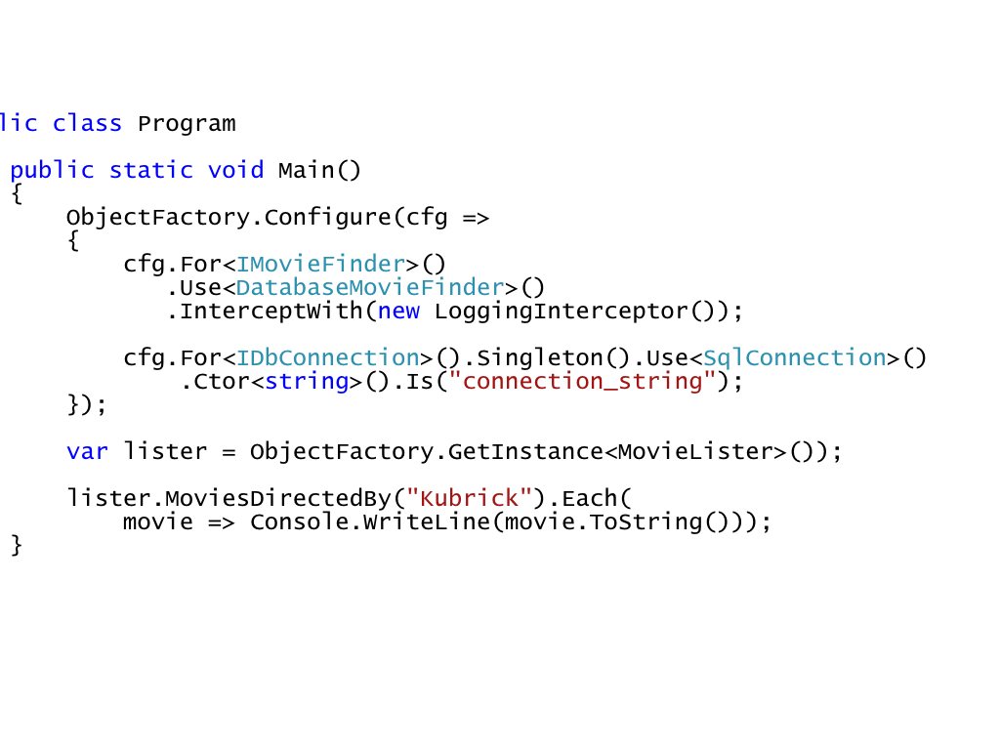 lic class Program
public static void Main()
{
ObjectFactory.Configure(cfg =>
{
cfg.For<IMovieFinder>()
.Use<DatabaseMovieFinder>()
.InterceptWith(new LoggingInterceptor());
cfg.For<IDbConnection>().Singleton().Use<SqlConnection>()
.Ctor<string>().Is("connection_string");
});
var lister = ObjectFactory.GetInstance<MovieLister>());
lister.MoviesDirectedBy("Kubrick").Each(
movie => Console.WriteLine(movie.ToString()));
}